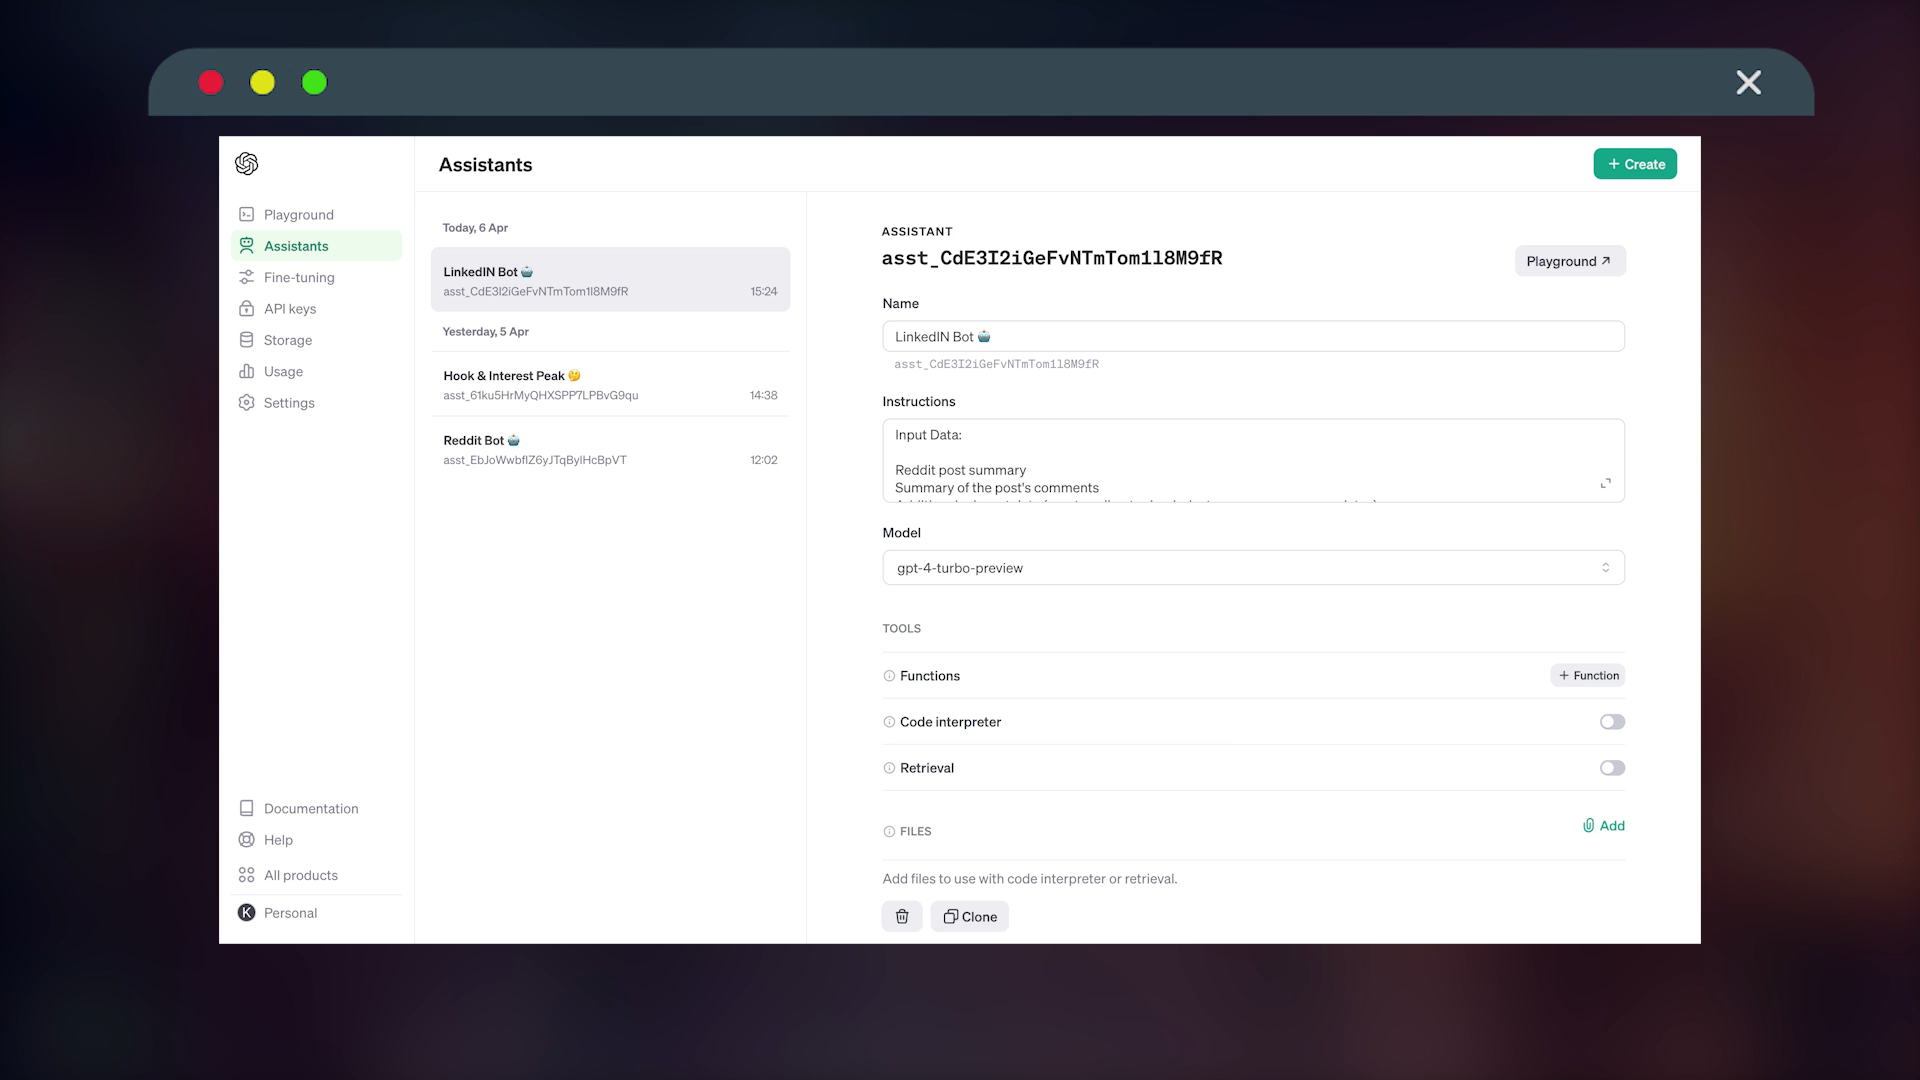 Assistants
+ Create
Playground
Assistants
Fine-tuning
API keys
Storage
Usage
Settings
Documentation
Help
All products
K Personal
Today, 6 Apr
LinkedIN Bot 🤖
asst_CdE3I2iGeFvNTmTom1l8M9fR 15:24
Yesterday, 5 Apr
Hook & Interest Peak 🤔
asst_61ku5HrMyQHXSPP7LPBvG9qu 14:38
Reddit Bot 🤖
asst_EbJoWwbflZ6yJTqBylHcBpVT 12:02
ASSISTANT
asst_CdE3I2iGeFvNTmTom1l8M9fR
Playground ↗
Name
LinkedIN Bot 🤖
asst_CdE3I2iGeFvNTmTom1l8M9fR
Instructions
Input Data:
Reddit post summary
Summary of the post's comments
Model
gpt-4-turbo-preview
TOOLS
Functions
+ Function
Code interpreter
Retrieval
FILES
Add
Add files to use with code interpreter or retrieval.
Clone